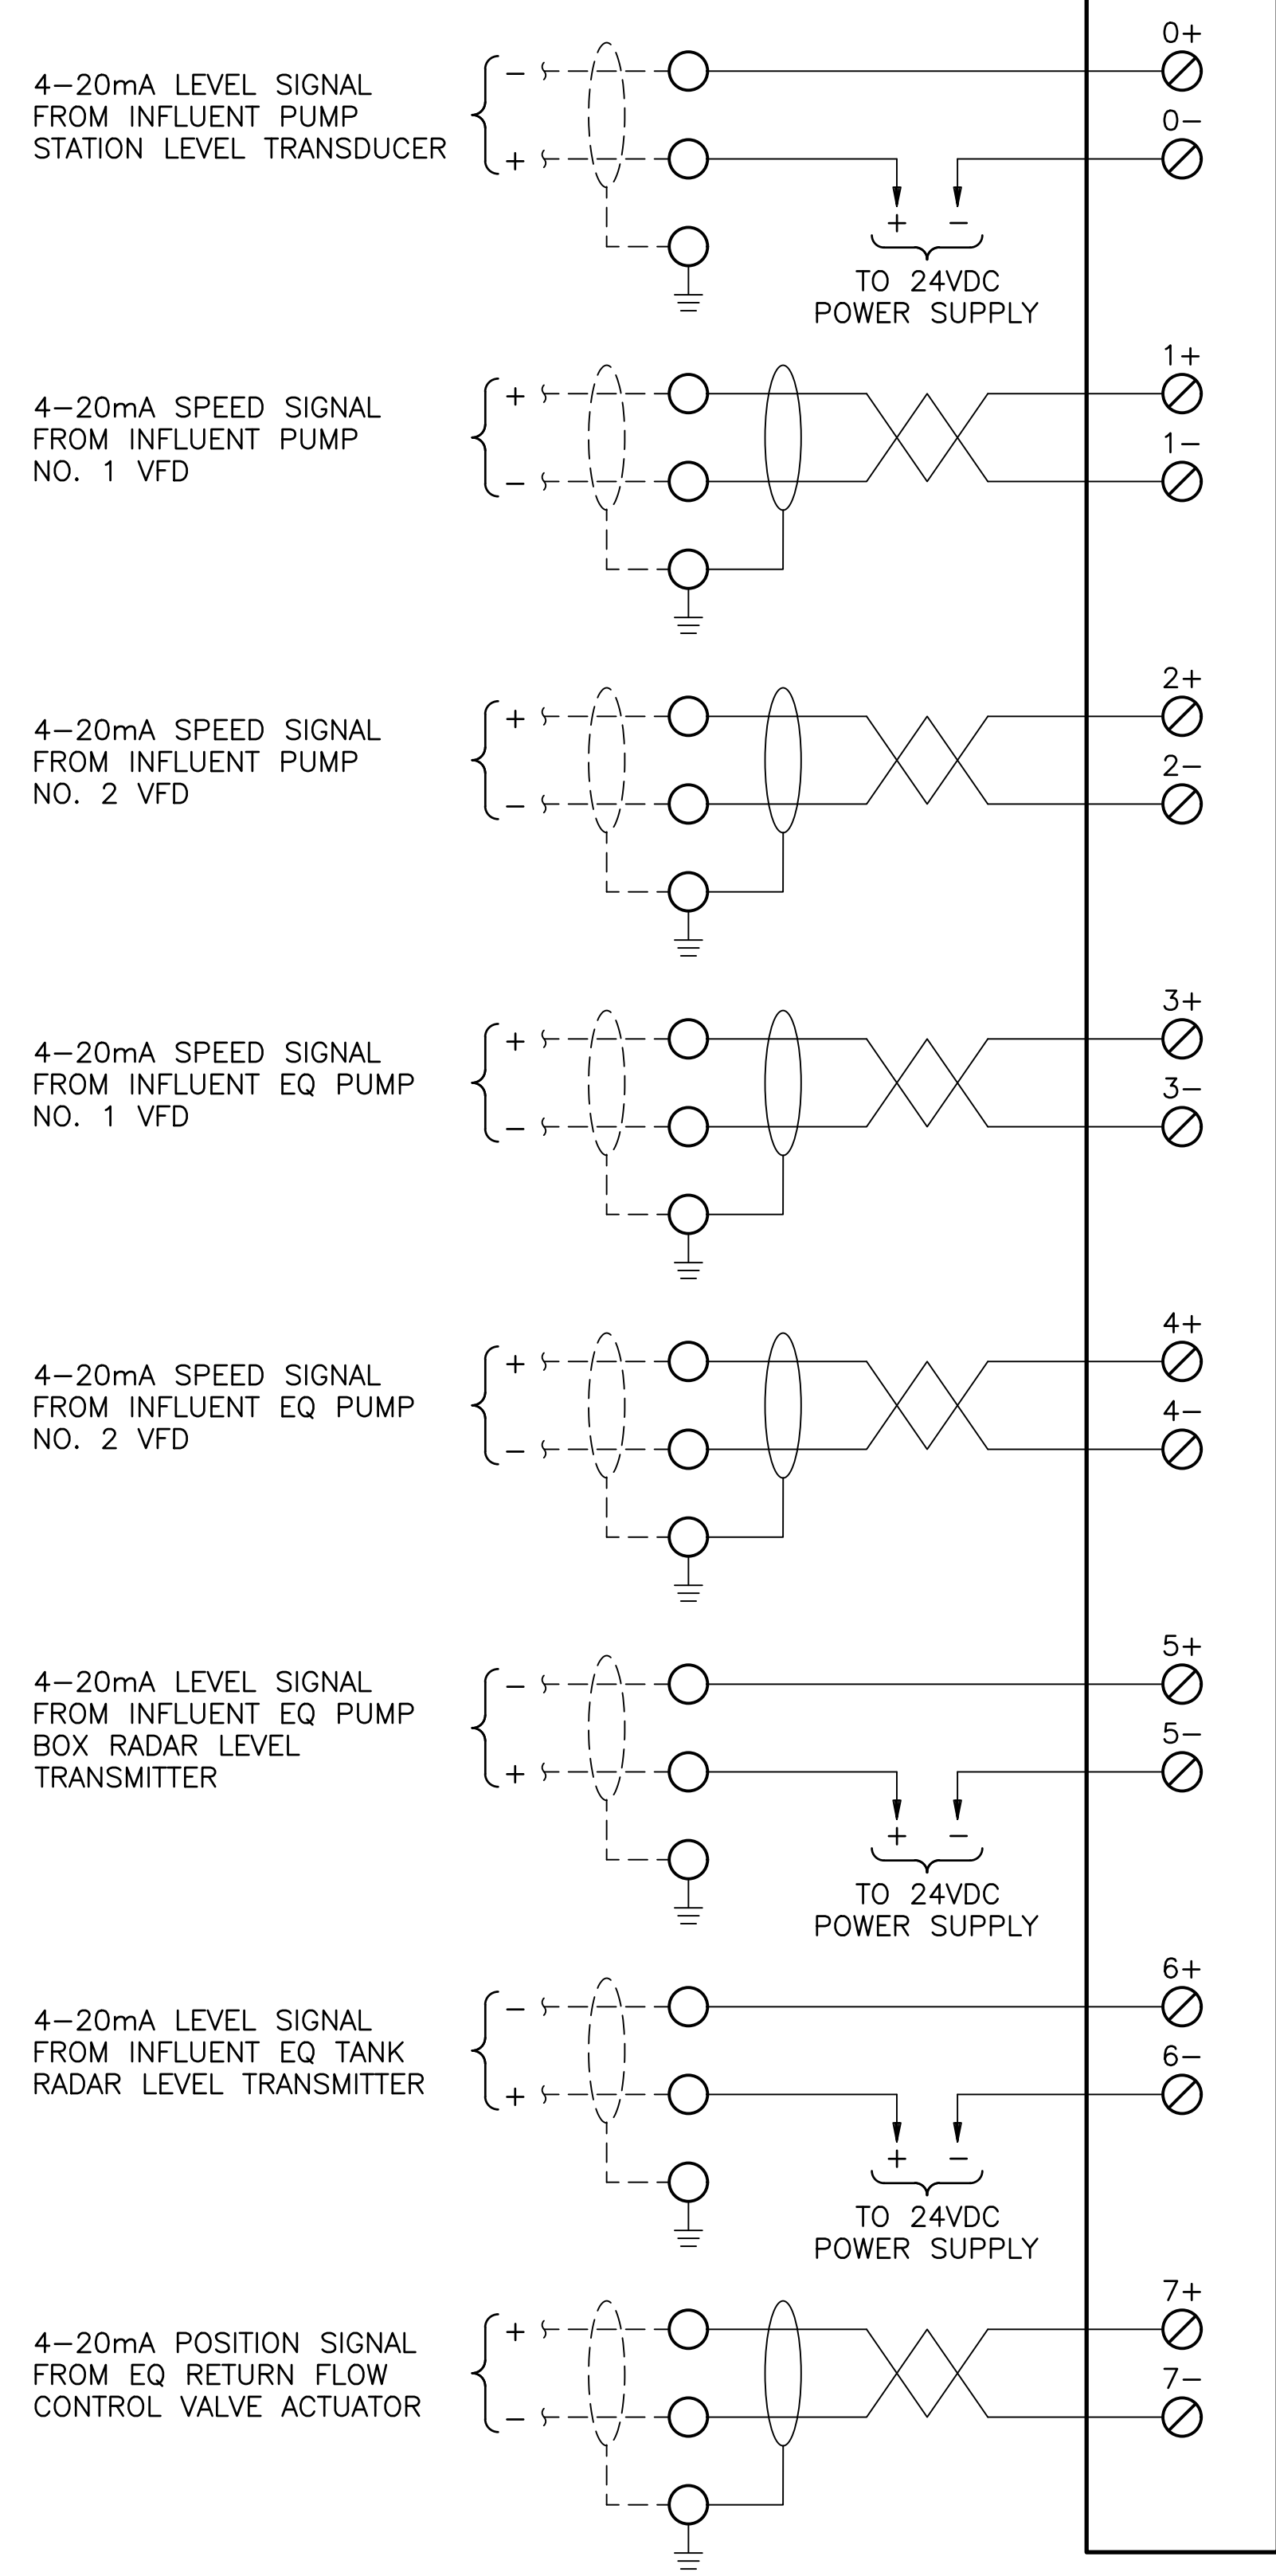 0+
4-20mA LEVEL SIGNAL
FROM INFLUENT PUMP
STATION LEVEL TRANSDUCER
-
+
0-
+ -
TO 24VDC
POWER SUPPLY
1+
4-20mA SPEED SIGNAL
FROM INFLUENT PUMP
NO. 1 VFD
+
-
1-
2+
4-20mA SPEED SIGNAL
FROM INFLUENT PUMP
NO. 2 VFD
+
-
2-
3+
4-20mA SPEED SIGNAL
FROM INFLUENT EQ PUMP
NO. 1 VFD
+
-
3-
4+
4-20mA SPEED SIGNAL
FROM INFLUENT EQ PUMP
NO. 2 VFD
+
-
4-
5+
4-20mA LEVEL SIGNAL
FROM INFLUENT EQ PUMP
BOX RADAR LEVEL
TRANSMITTER
-
+
5-
+ -
TO 24VDC
POWER SUPPLY
6+
4-20mA LEVEL SIGNAL
FROM INFLUENT EQ TANK
RADAR LEVEL TRANSMITTER
-
+
6-
+ -
TO 24VDC
POWER SUPPLY
7+
4-20mA POSITION SIGNAL
FROM EQ RETURN FLOW
CONTROL VALVE ACTUATOR
+
-
7-